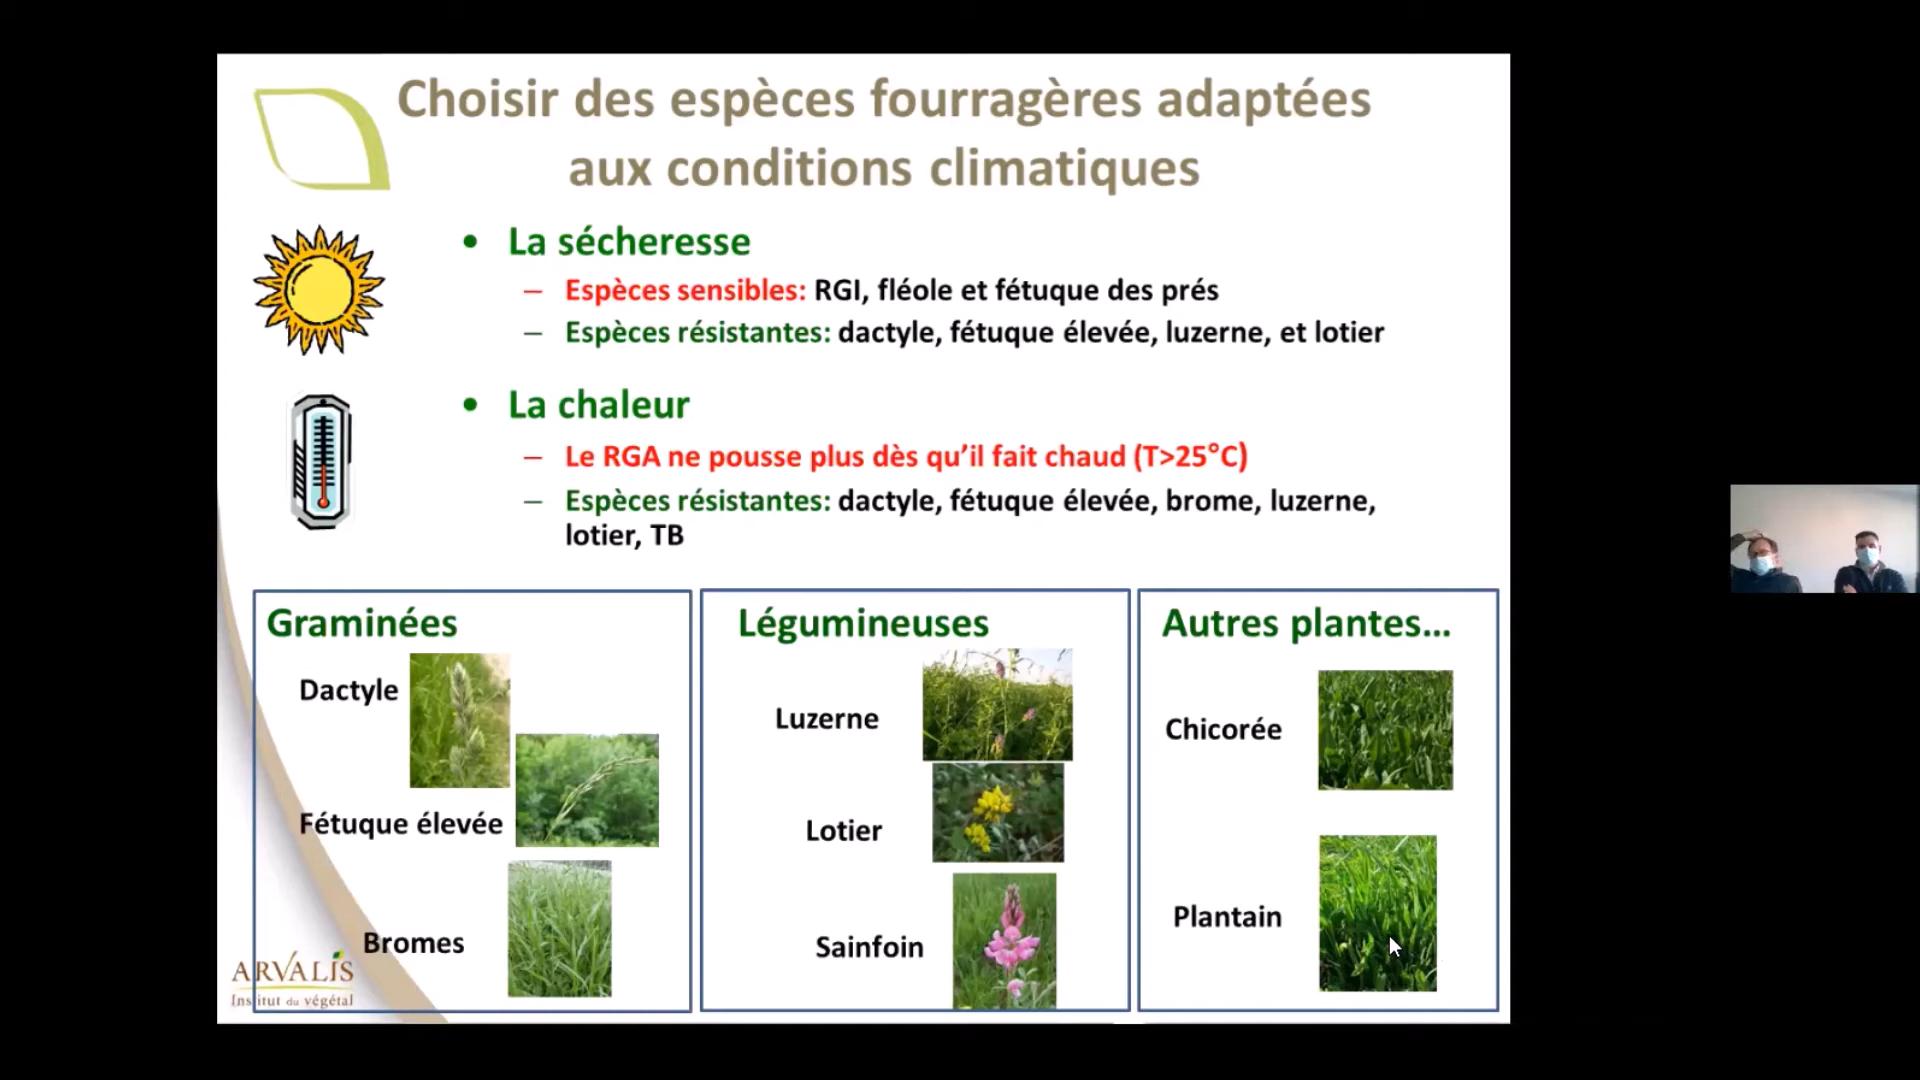 Choisir des espèces fourragères adaptées
aux conditions climatiques
• La sécheresse
– Espèces sensibles: RGI, fléole et fétuque des prés
– Espèces résistantes: dactyle, fétuque élevée, luzerne, et lotier
• La chaleur
– Le RGA ne pousse plus dès qu’il fait chaud (T>25°C)
– Espèces résistantes: dactyle, fétuque élevée, brome, luzerne,
lotier, TB
Graminées
Dactyle
Fétuque élevée
Bromes
Légumineuses
Luzerne
Lotier
Sainfoin
Autres plantes...
Chicorée
Plantain
ARVALIS
Institut du végétal